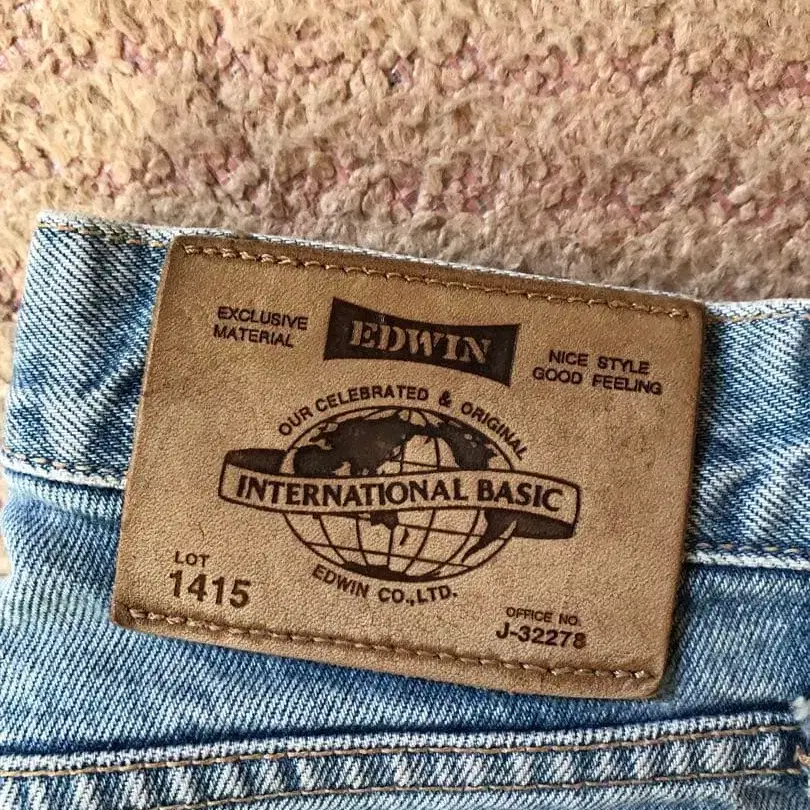 EXCLUSIVE
MATERIAL
EDWIN
NICE STYLE
GOOD FEELING
OUR CELEBRATED & ORIGINAL
INTERNATIONAL BASIC
EDWIN CO.,LTD.
LOT
1415
OFFICE NO.
J-32278